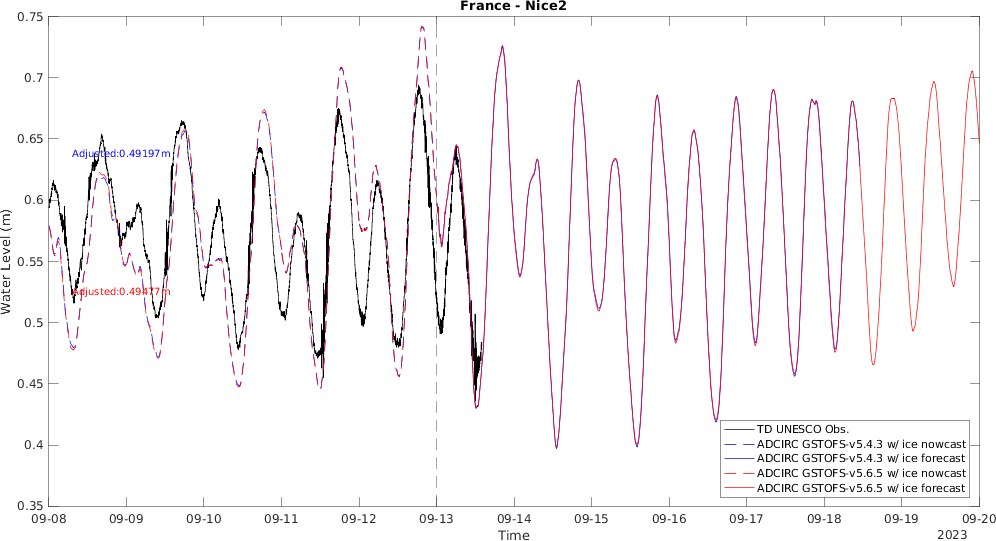 France - Nice2
0.75
0.7
0.65
0.6
0.55
0.5
0.45
0.4
0.35
Water Level (m)
Adjusted:0.49197m
Adjusted:0.49477m
TD UNESCO Obs.
ADCIRC GSTOFS-v5.4.3 w/ ice nowcast
ADCIRC GSTOFS-v5.4.3 w/ ice forecast
ADCIRC GSTOFS-v5.6.5 w/ ice nowcast
ADCIRC GSTOFS-v5.6.5 w/ ice forecast
09-08 09-09 09-10 09-11 09-12 09-13 09-14 09-15 09-16 09-17 09-18 09-19 09-20
Time
2023